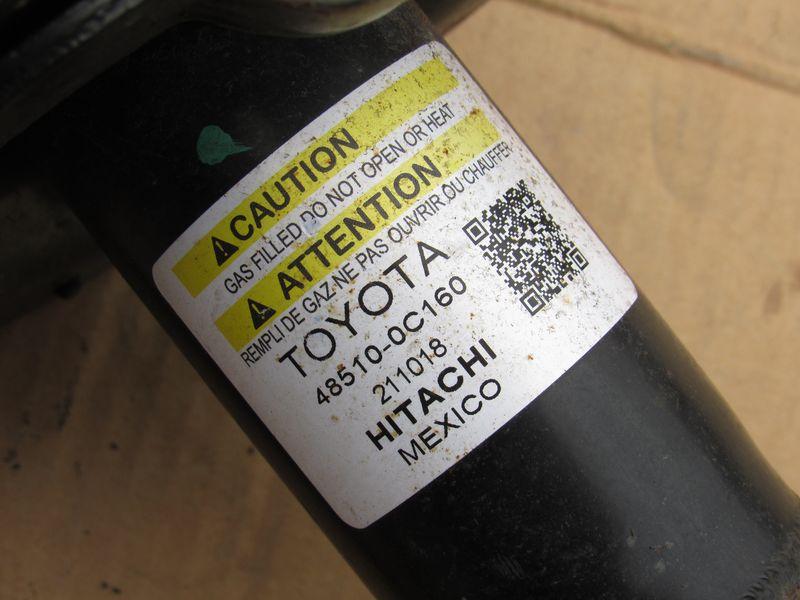 CAUTION
GAS FILLED DO NOT OPEN OR HEAT
ATTENTION
REMPLI DE GAZ NE PAS OUVRIR OU CHAUFFER
TOYOTA
48510-0C160
211018
HITACHI
MEXICO